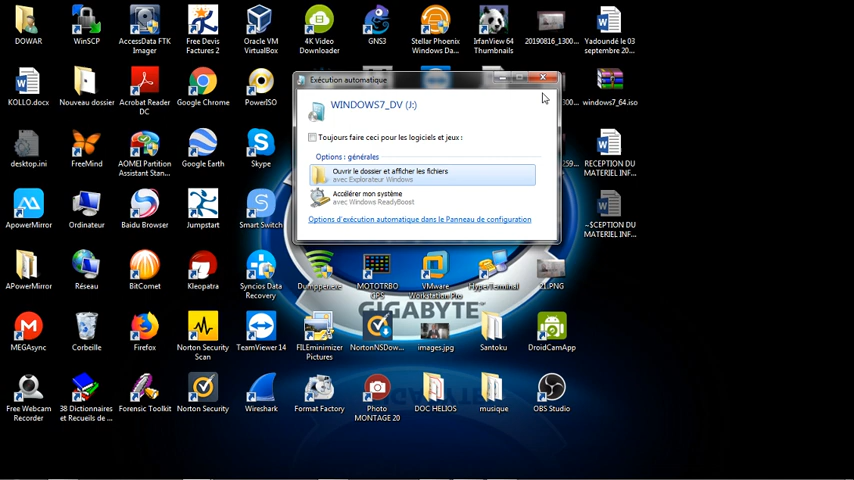 DOWAR
WinSCP
AccessData FTK
Imager
Free Devis
Factures 2
Oracle VM
VirtualBox
4K Video
Downloader
GNS3
Stellar Phoenix
Windows Da...
IrfanView 64
Thumbnails
20190816_1300...
Yadoundé le 03
septembre 20...
KOLLO.docx
Nouveau dossier
Acrobat Reader
DC
Google Chrome
PowerISO
windows7_64.iso
Exécution automatique
WINDOWS7_DV (J:)
Toujours faire ceci pour les logiciels et jeux :
Options : générales
Ouvrir le dossier et afficher les fichiers
avec Explorateur Windows
Accélérer mon système
avec Windows ReadyBoost
Options d'exécution automatique dans le Panneau de configuration
desktop.ini
FreeMind
AOMEI Partition
Assistant Stan...
Google Earth
Skype
259...
RECEPTION DU
MATERIEL INF...
ApowerMirror
Ordinateur
Baidu Browser
Jumpstart
Smart Switch
~$CEPTION DU
MATERIEL INF...
APowerMirror
Réseau
BitComet
Kleopatra
Syncios Data
Recovery
Dumpper.exe
MOTOTRBO
CPS
VMware
Workstation Pro
HyperTerminal
21.PNG
GIGABYTE™
MEGAsync
Corbeille
Firefox
Norton Security
Scan
TeamViewer 14
FILEminimizer
Pictures
NortonNSDow...
images.jpg
Santoku
DroidCamApp
Free Webcam
Recorder
38 Dictionnaires
et Recueils de ...
Forensic Toolkit
Norton Security
Wireshark
Format Factory
Photo
MONTAGE 20
DOC HELIOS
musique
OBS Studio